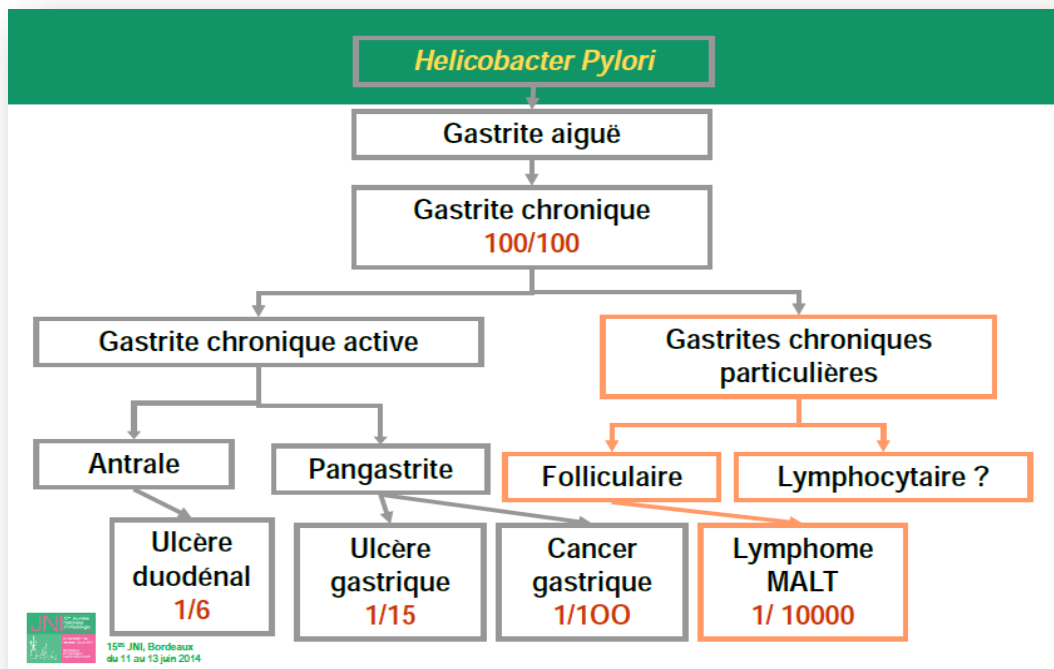 Helicobacter Pylori
Gastrite aiguë
Gastrite chronique
100/100
Gastrite chronique active
Gastrites chroniques
particulières
Antrale
Pangastrite
Folliculaire
Lymphocytaire ?
Ulcère
duodénal
1/6
Ulcère
gastrique
1/15
Cancer
gastrique
1/1OO
Lymphome
MALT
1/ 10000
JNI
15es JNI, Bordeaux
du 11 au 13 juin 2014